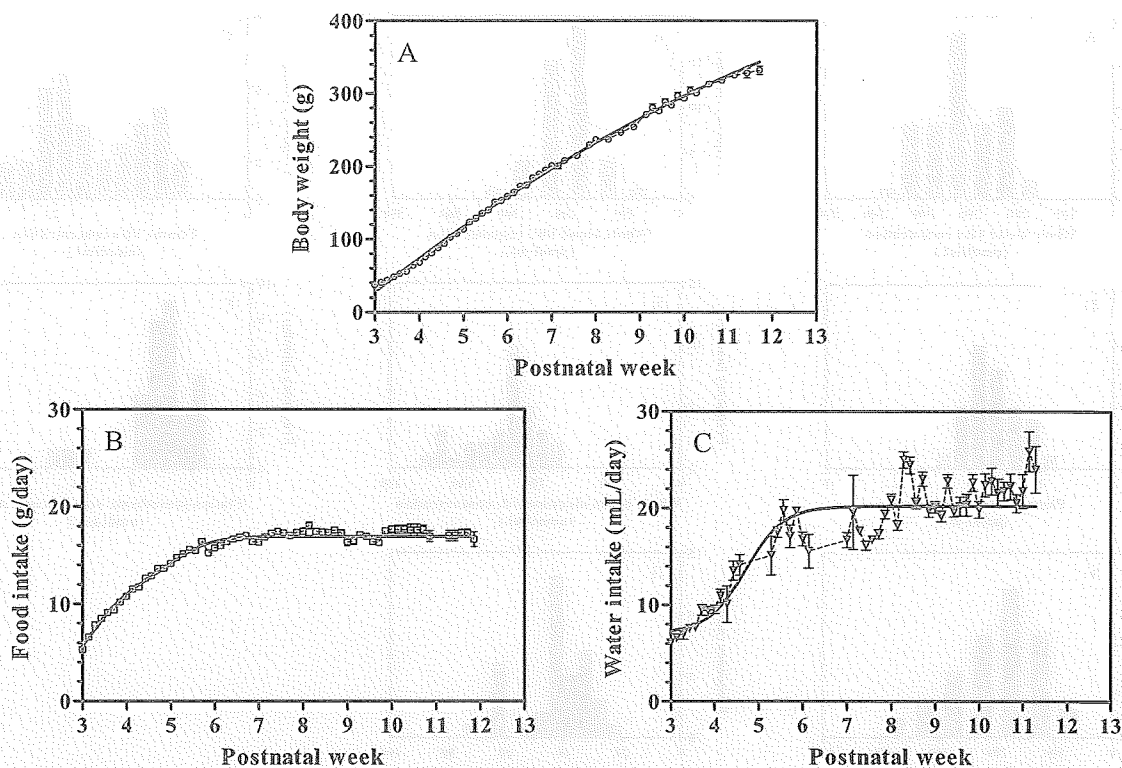 A
Body weight (g)
400
300
200
100
0
3 4 5 6 7 8 9 10 11 12 13
Postnatal week
B
Food intake (g/day)
30
20
10
0
3 4 5 6 7 8 9 10 11 12 13
Postnatal week
C
Water intake (mL/day)
30
20
10
0
3 4 5 6 7 8 9 10 11 12 13
Postnatal week